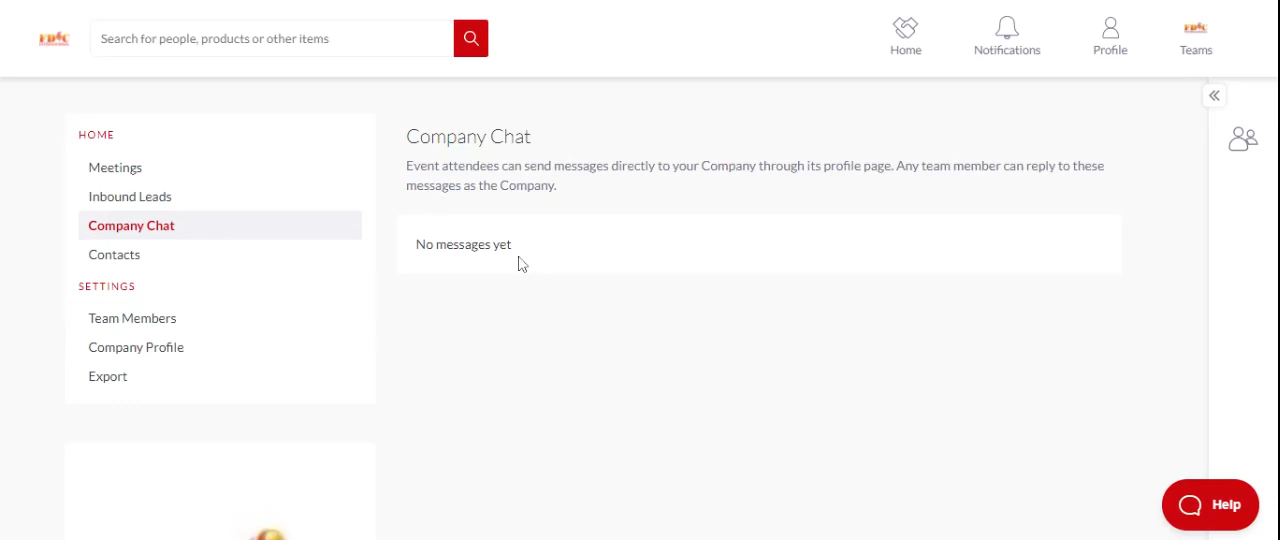 FDIC
Search for people, products or other items
Home
Notifications
Profile
Teams
HOME
Meetings
Inbound Leads
Company Chat
Contacts
SETTINGS
Team Members
Company Profile
Export
Company Chat
Event attendees can send messages directly to your Company through its profile page. Any team member can reply to these
messages as the Company.
No messages yet
Help